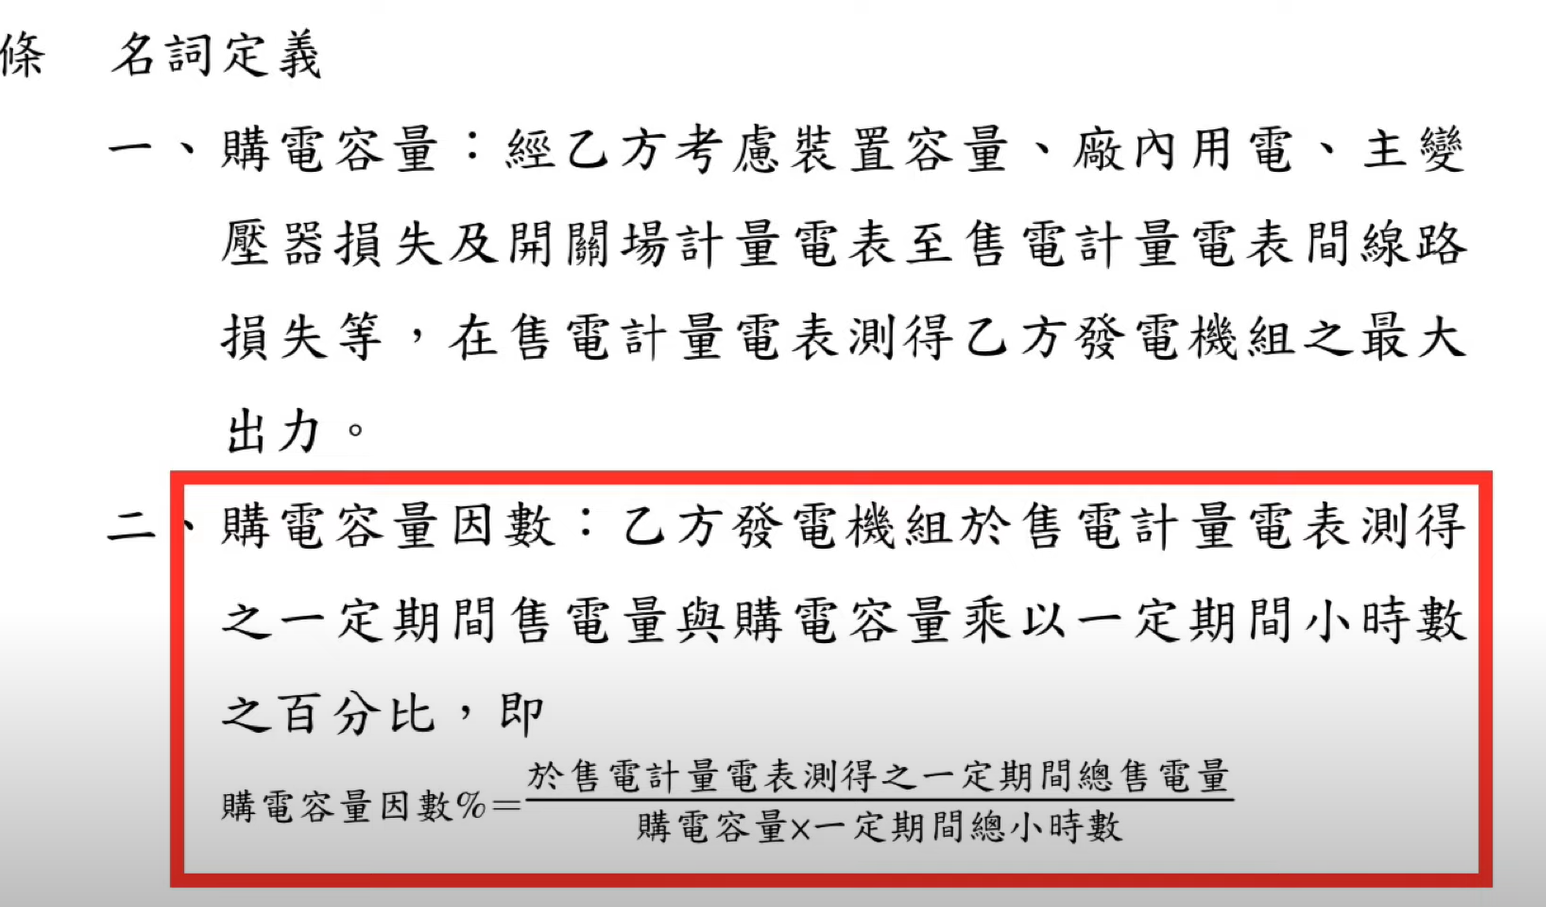 條 名詞定義
一、購電容量：經乙方考慮裝置容量、廠內用電、主變
壓器損失及開關場計量電表至售電計量電表間線路
損失等，在售電計量電表測得乙方發電機組之最大
出力。
二、購電容量因數：乙方發電機組於售電計量電表測得
之一定期間售電量與購電容量乘以一定期間小時數
之百分比，即
購電容量因數%=於售電計量電表測得之一定期間總售電量
購電容量×一定期間總小時數